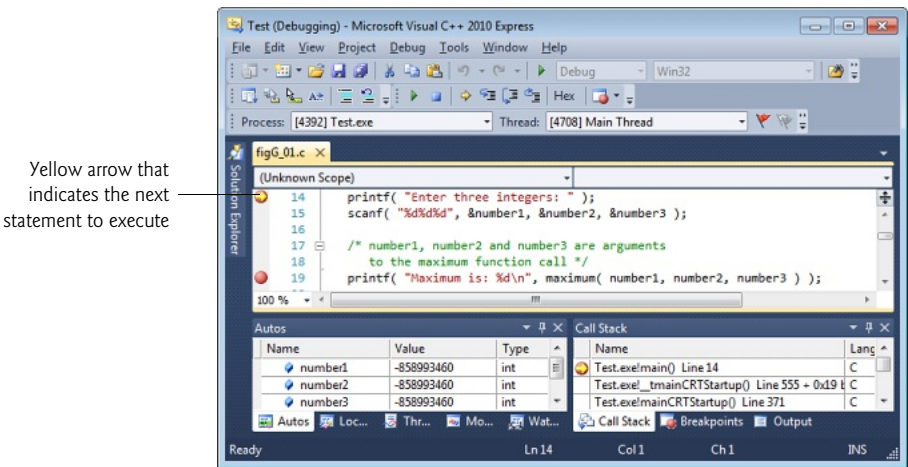 Test (Debugging) - Microsoft Visual C++ 2010 Express
File Edit View Project Debug Tools Window Help
Debug Win32
Hex
Process: [4392] Test.exe Thread: [4708] Main Thread
Solution Explorer
figG_01.c
(Unknown Scope)
Yellow arrow that
indicates the next
statement to execute
14 printf( "Enter three integers: " );
15 scanf( "%d%d%d", &number1, &number2, &number3 );
16
17 /* number1, number2 and number3 are arguments
18 to the maximum function call */
19 printf( "Maximum is: %d\n", maximum( number1, number2, number3 ) );
100 %
Autos
Name Value Type
number1 -858993460 int
number2 -858993460 int
number3 -858993460 int
Autos Loc... Thr... Mo... Wat...
Call Stack
Name Lang
Test.exe!main() Line 14 C
Test.exe!__tmainCRTStartup() Line 555 + 0x19 b C
Test.exe!mainCRTStartup() Line 371 C
Call Stack Breakpoints Output
Ready Ln 14 Col 1 Ch 1 INS